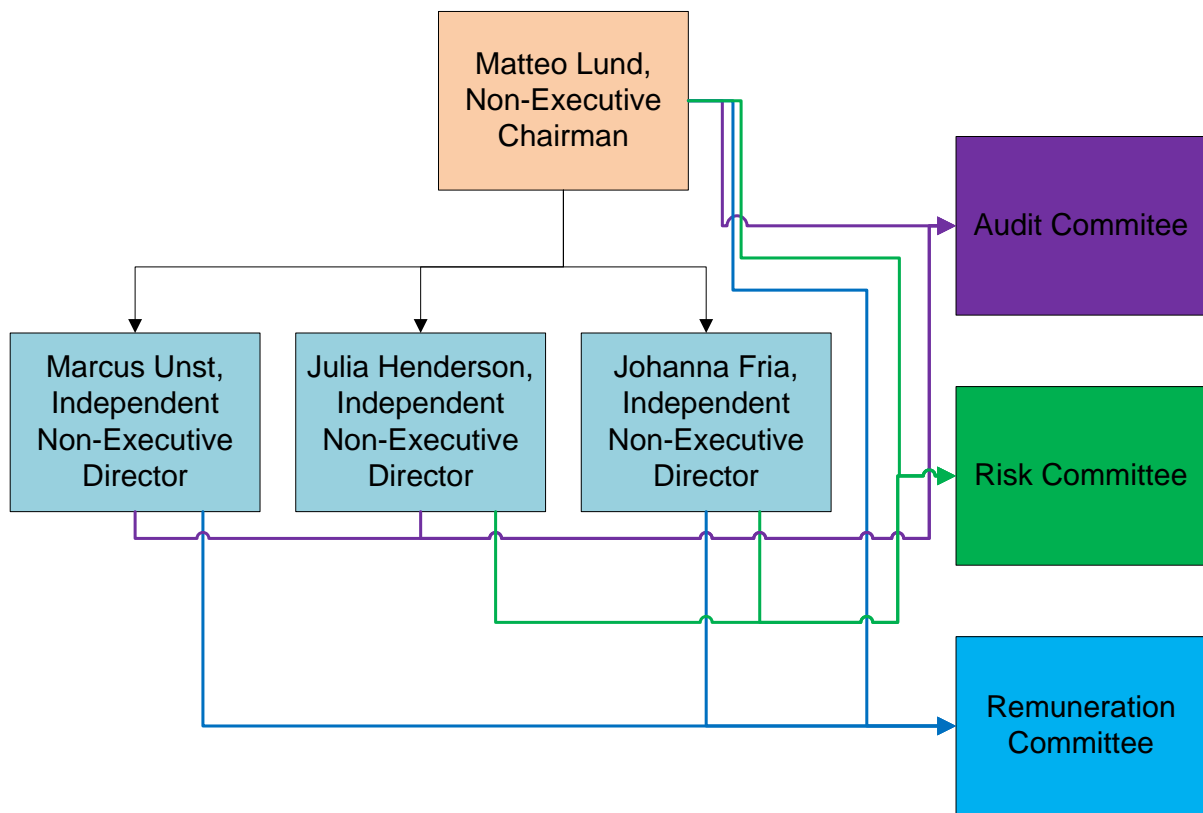 Matteo Lund,
Non-Executive
Chairman
Audit Commitee
Marcus Unst,
Independent
Non-Executive
Director
Julia Henderson,
Independent
Non-Executive
Director
Johanna Fria,
Independent
Non-Executive
Director
Risk Committee
Remuneration
Committee